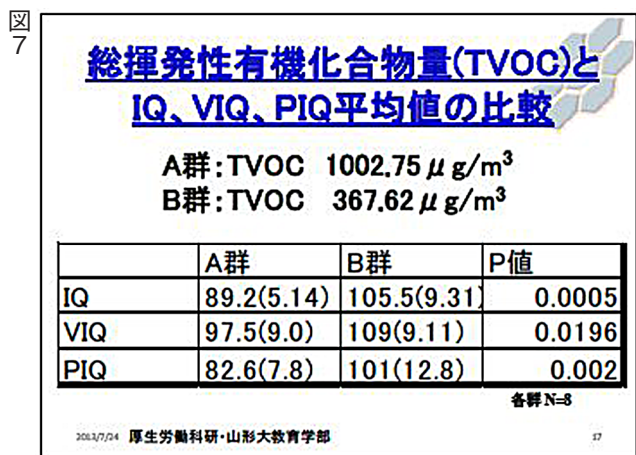 図
7
総揮発性有機化合物量(TVOC)と
IQ、VIQ、PIQ平均値の比較
A群：TVOC 1002.75μg/m³
B群：TVOC 367.62μg/m³
A群 B群 P値
IQ 89.2(5.14) 105.5(9.31) 0.0005
VIQ 97.5(9.0) 109(9.11) 0.0196
PIQ 82.6(7.8) 101(12.8) 0.002
各群 N=8
2013/7/24 厚生労働科研・山形大教育学部 17